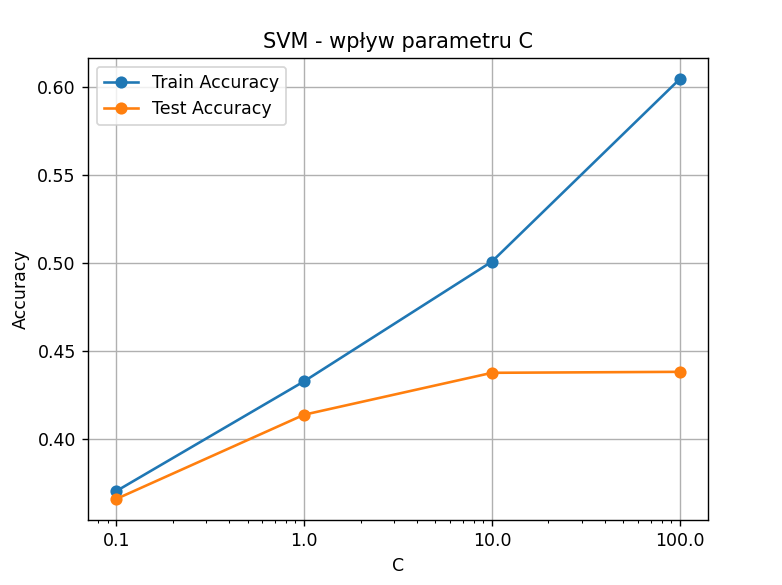 SVM - wpływ parametru C
Train Accuracy
Test Accuracy
Accuracy
0.60
0.55
0.50
0.45
0.40
0.1
1.0
10.0
100.0
C